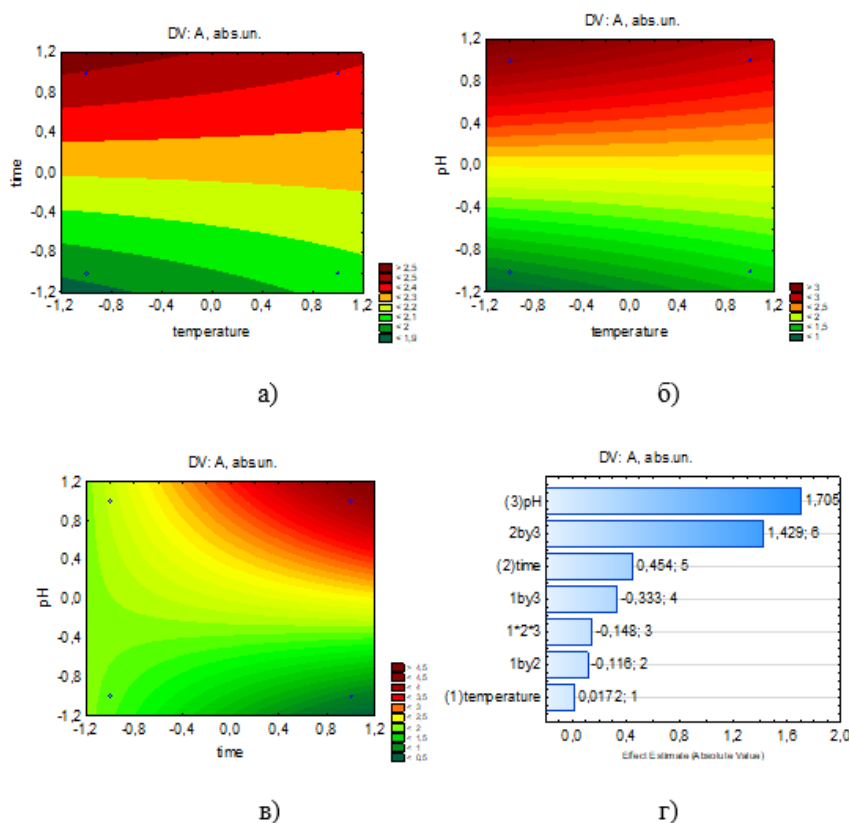 DV: A, abs.un.
1,2
0,8
0,4
0,0
-0,4
-0,8
-1,2
time
-1,2 -0,8 -0,4 0,0 0,4 0,8 1,2
temperature
> 2,5
< 2,5
< 2,4
< 2,3
< 2,2
< 2,1
< 2
< 1,9
а)
DV: A, abs.un.
1,2
0,8
0,4
0,0
-0,4
-0,8
-1,2
pH
-1,2 -0,8 -0,4 0,0 0,4 0,8 1,2
temperature
> 3
< 3
< 2,5
< 2
< 1,5
< 1
б)
DV: A, abs.un.
1,2
0,8
0,4
0,0
-0,4
-0,8
-1,2
pH
-1,2 -0,8 -0,4 0,0 0,4 0,8 1,2
time
> 4,5
< 4,5
< 4
< 3,5
< 3
< 2,5
< 2
< 1,5
< 1
< 0,5
в)
DV: A, abs.un.
(3)pH 1,705
2by3 1,429; 6
(2)time 0,454; 5
1by3 -0,333; 4
1*2*3 -0,148; 3
1by2 -0,116; 2
(1)temperature 0,0172; 1
0,0 0,4 0,8 1,2 1,6 2,0
Effect Estimate (Absolute Value)
г)